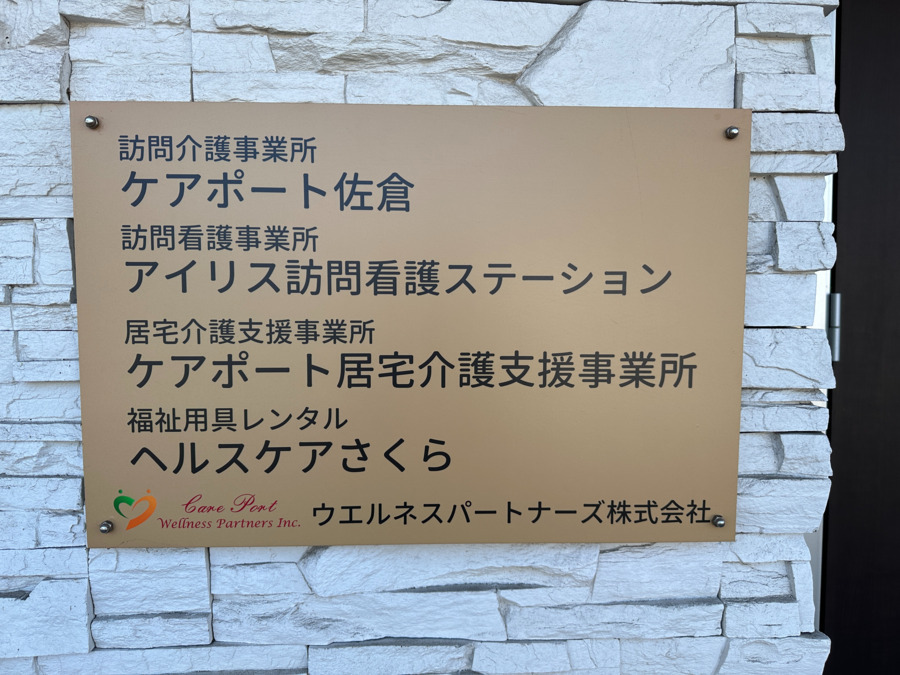 訪問介護事業所
ケアポート佐倉
訪問看護事業所
アイリス訪問看護ステーション
居宅介護支援事業所
ケアポート居宅介護支援事業所
福祉用具レンタル
ヘルスケアさくら
Care Port
Wellness Partners Inc.
ウエルネスパートナーズ株式会社